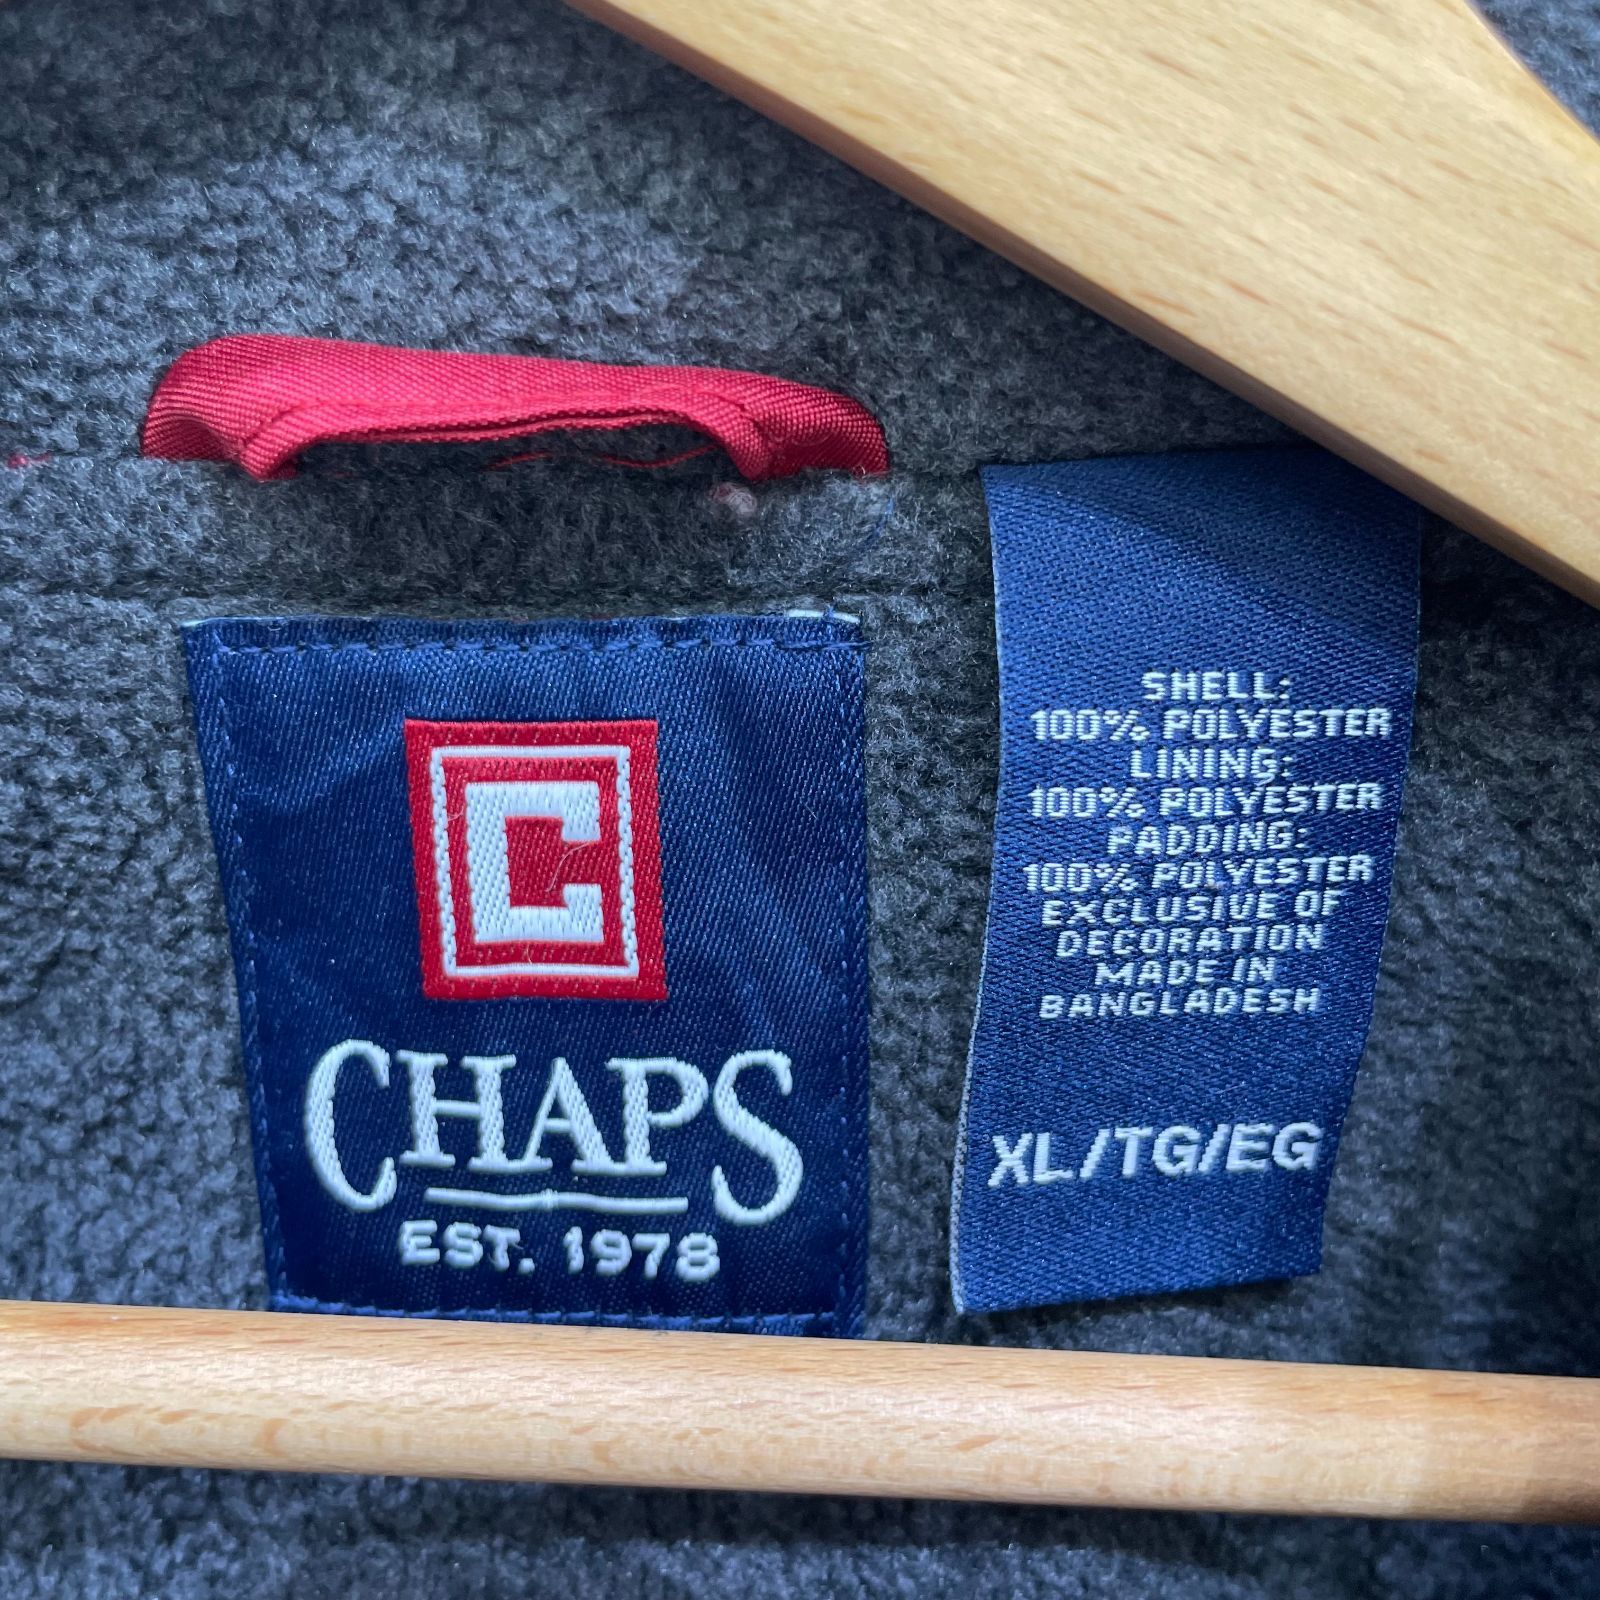 C
CHAPS
EST. 1978
SHELL:
100% POLYESTER
LINING:
100% POLYESTER
PADDING:
100% POLYESTER
EXCLUSIVE OF
DECORATION
MADE IN
BANGLADESH
XL/TG/EG